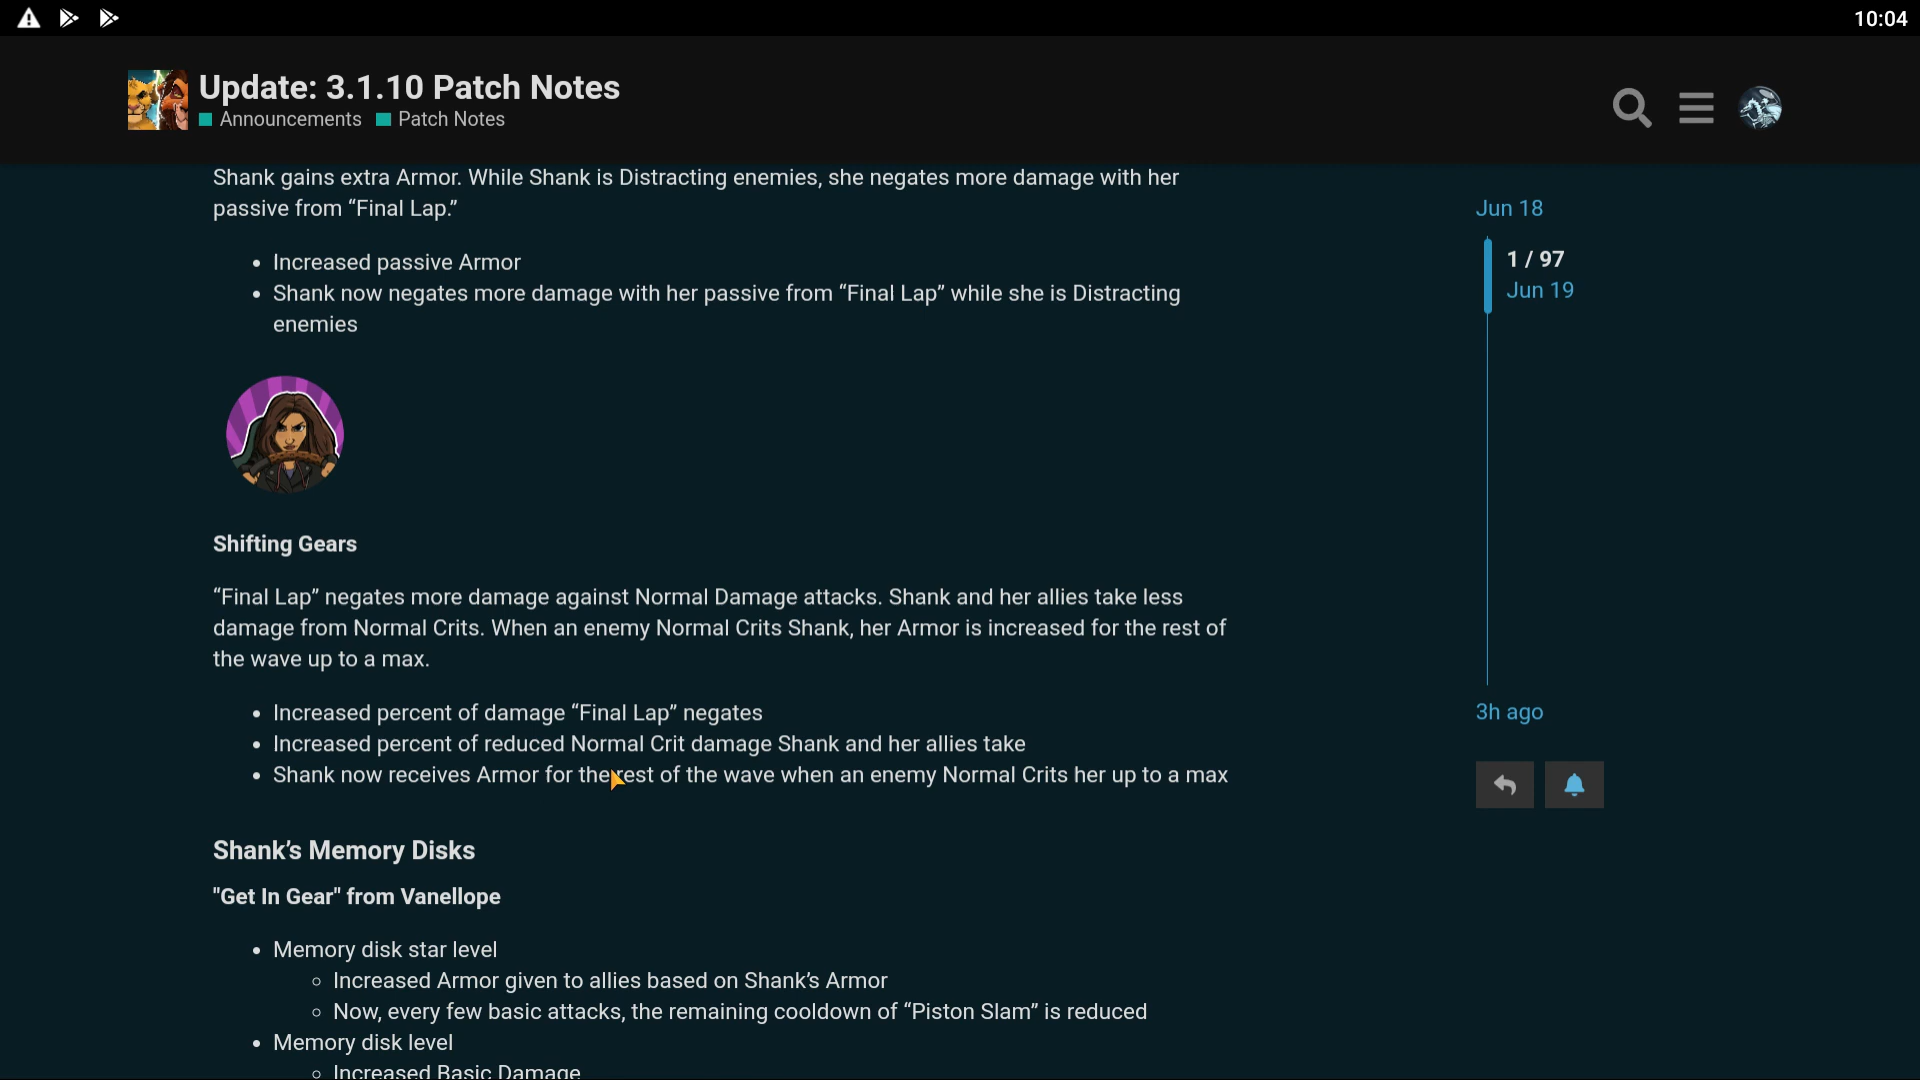 10:04
Update: 3.1.10 Patch Notes
Announcements Patch Notes
Shank gains extra Armor. While Shank is Distracting enemies, she negates more damage with her
passive from “Final Lap.”
• Increased passive Armor
• Shank now negates more damage with her passive from “Final Lap” while she is Distracting
enemies
Shifting Gears
“Final Lap” negates more damage against Normal Damage attacks. Shank and her allies take less
damage from Normal Crits. When an enemy Normal Crits Shank, her Armor is increased for the rest of
the wave up to a max.
• Increased percent of damage “Final Lap” negates
• Increased percent of reduced Normal Crit damage Shank and her allies take
• Shank now receives Armor for the rest of the wave when an enemy Normal Crits her up to a max
Shank’s Memory Disks
"Get In Gear" from Vanellope
• Memory disk star level
◦ Increased Armor given to allies based on Shank’s Armor
◦ Now, every few basic attacks, the remaining cooldown of “Piston Slam” is reduced
• Memory disk level
◦ Increased Basic Damage
Jun 18
1 / 97
Jun 19
3h ago